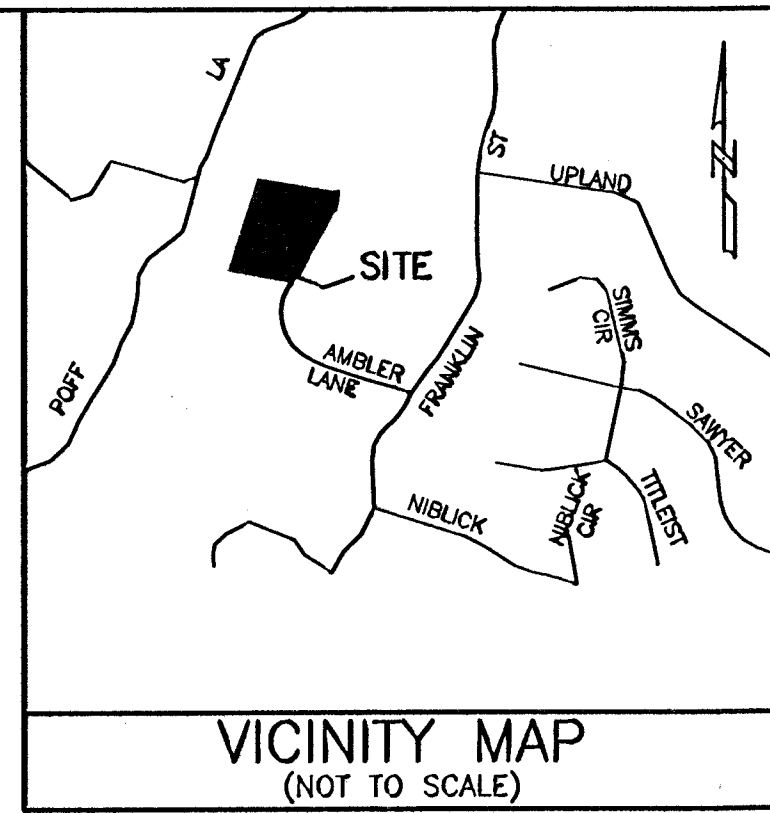 LA
ST
UPLAND
N
SITE
SIMMS
CIR
AMBLER
LANE
FRANKLIN
POFF
SAWYER
NIBLICK
NIBLICK
CIR
TITLEIST
VICINITY MAP
(NOT TO SCALE)